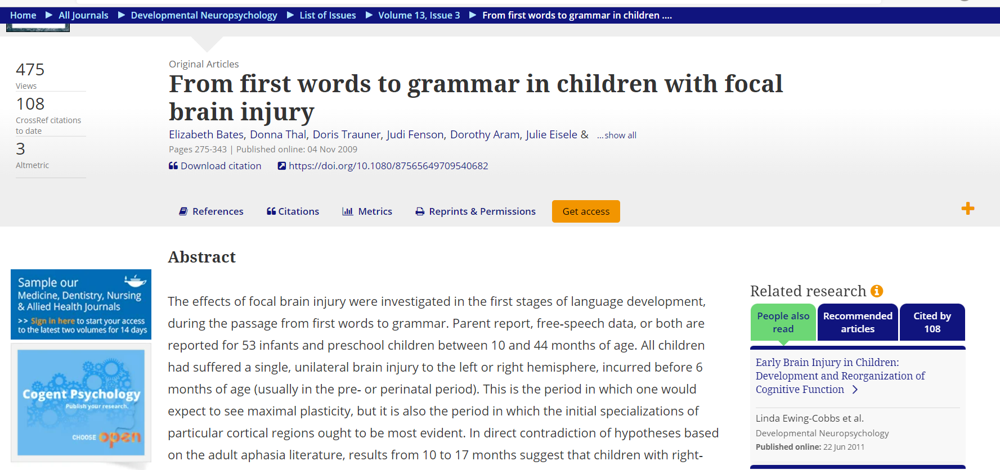 Home ▶ All Journals ▶ Developmental Neuropsychology ▶ List of Issues ▶ Volume 13, Issue 3 ▶ From first words to grammar in children ....
475
Views
108
CrossRef citations
to date
3
Altmetric
Original Articles
From first words to grammar in children with focal
brain injury
Elizabeth Bates, Donna Thal, Doris Trauner, Judi Fenson, Dorothy Aram, Julie Eisele & ...show all
Pages 275-343 | Published online: 04 Nov 2009
Download citation https://doi.org/10.1080/87565649709540682
References Citations Metrics Reprints & Permissions Get access
Abstract
The effects of focal brain injury were investigated in the first stages of language development,
during the passage from first words to grammar. Parent report, free-speech data, or both are
reported for 53 infants and preschool children between 10 and 44 months of age. All children
had suffered a single, unilateral brain injury to the left or right hemisphere, incurred before 6
months of age (usually in the pre- or perinatal period). This is the period in which one would
expect to see maximal plasticity, but it is also the period in which the initial specializations of
particular cortical regions ought to be most evident. In direct contradiction of hypotheses based
on the adult aphasia literature, results from 10 to 17 months suggest that children with right-
Sample our
Medicine, Dentistry, Nursing
& Allied Health Journals
>> Sign in here to start your access
to the latest two volumes for 14 days
Cogent Psychology
Publish your research.
CHOOSE open
Related research
People also
read
Recommended
articles
Cited by
108
Early Brain Injury in Children:
Development and Reorganization of
Cognitive Function
Linda Ewing-Cobbs et al.
Developmental Neuropsychology
Published online: 22 Jun 2011